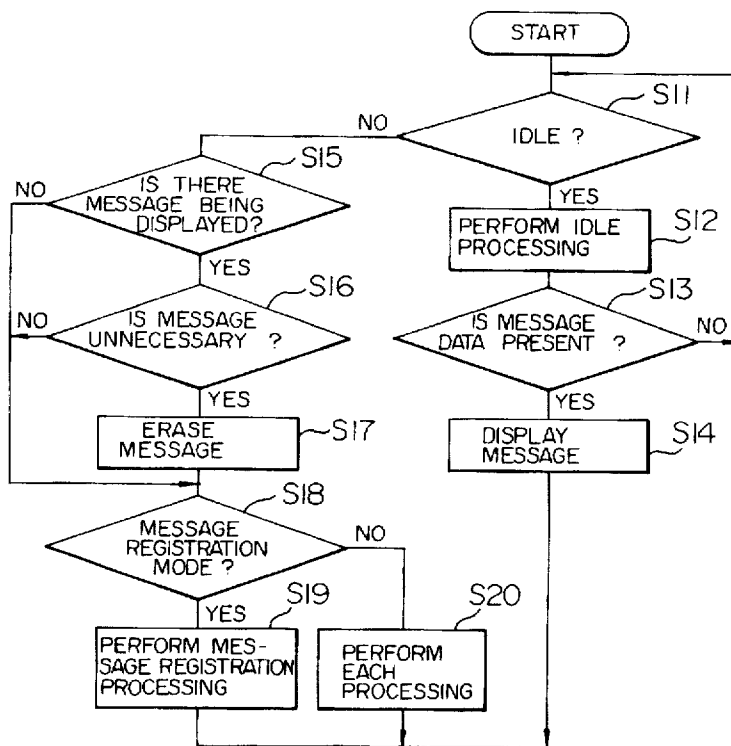 START
S11
IDLE ?
NO
YES
S15
NO
IS THERE
MESSAGE BEING
DISPLAYED?
YES
PERFORM IDLE
PROCESSING
S12
S16
NO
IS MESSAGE
UNNECESSARY ?
YES
S13
IS MESSAGE
DATA PRESENT ?
NO
YES
ERASE
MESSAGE
S17
DISPLAY
MESSAGE
S14
S18
MESSAGE
REGISTRATION
MODE ?
NO
YES
S19
PERFORM MES-
SAGE REGISTRATION
PROCESSING
S20
PERFORM
EACH
PROCESSING